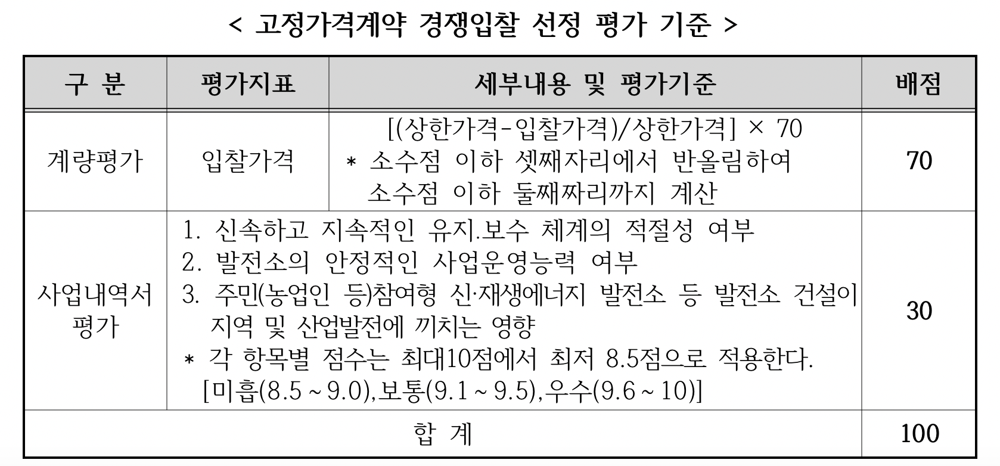 < 고정가격계약 경쟁입찰 선정 평가 기준 >
구 분 평가지표 세부내용 및 평가기준 배점
계량평가 입찰가격 [(상한가격-입찰가격)/상한가격] × 70
* 소수점 이하 셋째자리에서 반올림하여
소수점 이하 둘째짜리까지 계산
70
사업내역서
평가
1. 신속하고 지속적인 유지.보수 체계의 적절성 여부
2. 발전소의 안정적인 사업운영능력 여부
3. 주민(농업인 등)참여형 신·재생에너지 발전소 등 발전소 건설이
지역 및 산업발전에 끼치는 영향
* 각 항목별 점수는 최대10점에서 최저 8.5점으로 적용한다.
[미흡(8.5~9.0),보통(9.1~9.5),우수(9.6~10)]
30
합 계 100